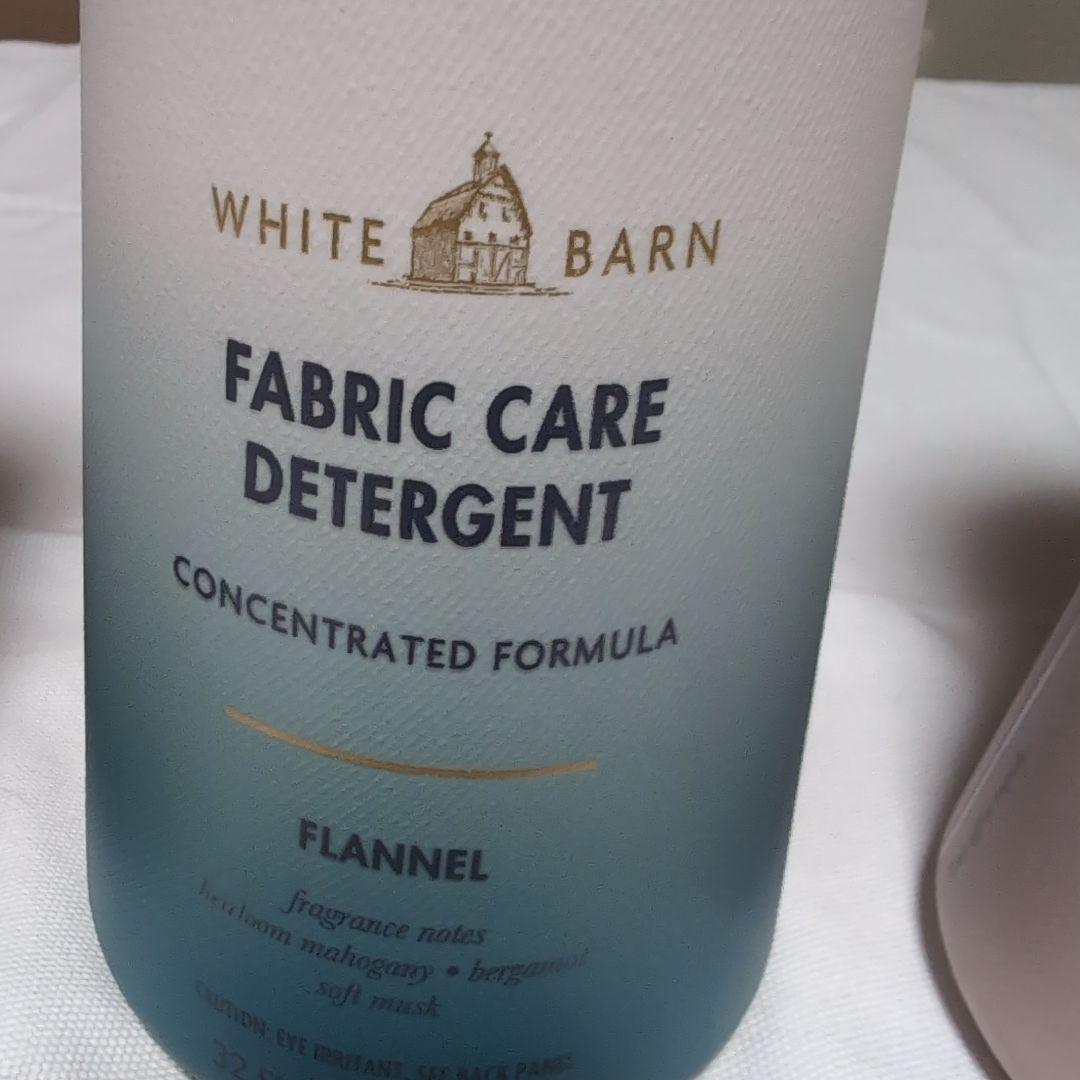 WHITE BARN
FABRIC CARE
DETERGENT
CONCENTRATED FORMULA
FLANNEL
fragrance notes
heirloom mahogany • bergamot
soft musk
CAUTION: EYE IRRITANT. SEE BACK PANEL
32